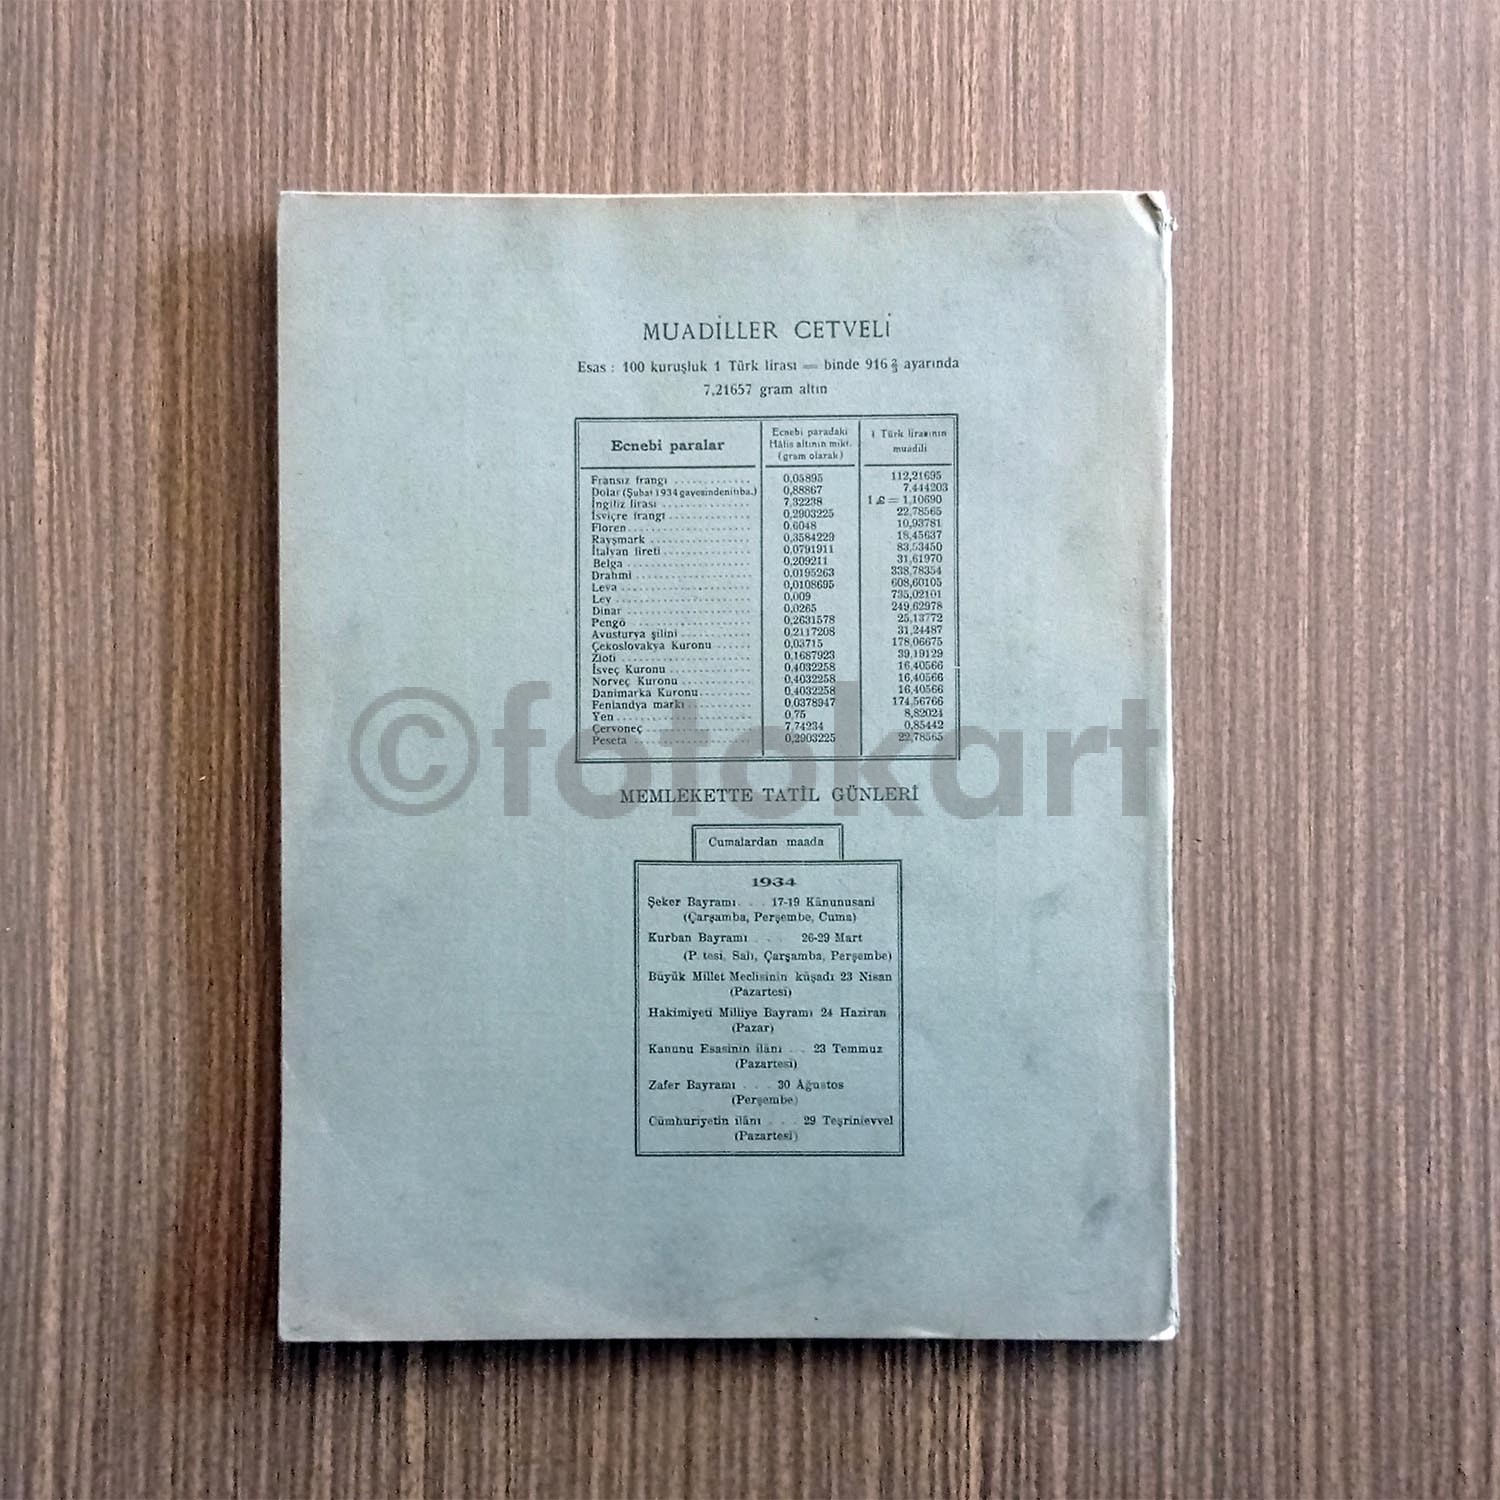 MUADİLLER CETVELİ
Esas : 100 kuruşluk 1 Türk lirası = binde 916 2/3 ayarında
7,21657 gram altın
Ecnebi paralar Ecnebi paradaki Hâlis altının mikt. (gram olarak) 1 Türk lirasının muadili
Fransız frangı ............ 0,05895 112,21695
Dolar (Şubat 1934 gayesinden itiba.) 0,88867 7,444203
İngiliz lirası ............... 7,32238 1 £ = 1,10690
İsviçre frangı .............. 0,2903225 22,78565
Floren ..................... 0,6048 10,93781
Rayşmark ................. 0,3584229 18,45637
İtalyan lireti ............... 0,0791911 83,53450
Belga ..................... 0,209211 31,61970
Drahmi .................... 0,0195263 338,78354
Leva ...................... 0,0108695 608,60105
Ley ....................... 0,009 735,02101
Dinar ..................... 0,0265 249,62978
Pengö .................... 0,2631578 25,13772
Avusturya şilini ............ 0,2117208 31,24487
Çekoslovakya Kuronu ...... 0,03715 178,06675
Zloti ...................... 0,1687923 39,19129
İsveç Kuronu .............. 0,4032258 16,40566
Norveç Kuronu ............ 0,4032258 16,40566
Danimarka Kuronu ......... 0,4032258 16,40566
Fenlandya markı ........... 0,0378947 174,56766
Yen ...................... 0,75 8,82021
Çervoneç ................. 7,74234 0,85442
Peseta ................... 0,2903225 22,78565
©fotokart
MEMLEKETTE TATİL GÜNLERİ
Cumalardan maada
1934
Şeker Bayramı . . . 17-19 Kânunusani
(Çarşamba, Perşembe, Cuma)
Kurban Bayramı . . . 26-29 Mart
(P. tesi, Salı, Çarşamba, Perşembe)
Büyük Millet Meclisinin küşadı 23 Nisan
(Pazartesi)
Hakimiyeti Milliye Bayramı 24 Haziran
(Pazar)
Kanunu Esasinin ilânı . . 23 Temmuz
(Pazartesi)
Zafer Bayramı . . . 30 Ağustos
(Perşembe)
Cümhuriyetin ilânı . . . 29 Teşrinievvel
(Pazartesi)